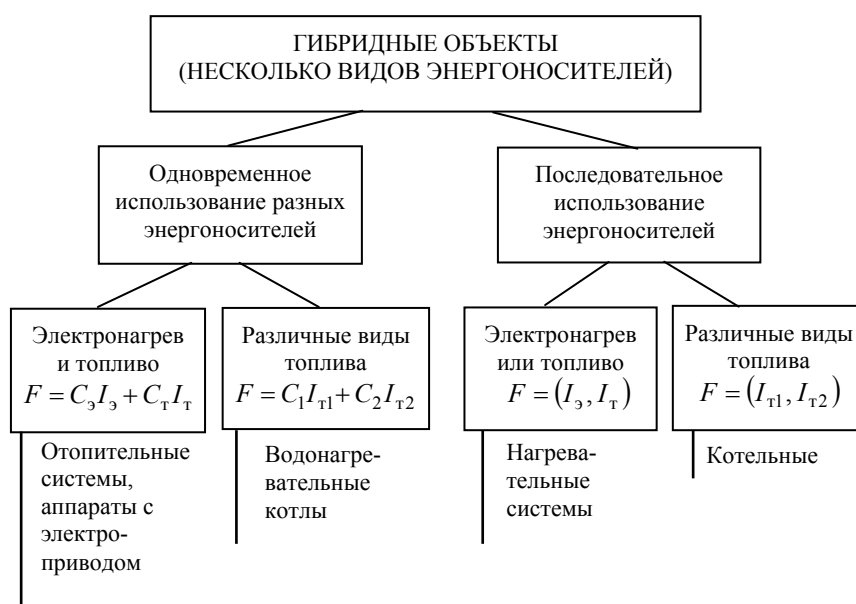 ГИБРИДНЫЕ ОБЪЕКТЫ
(НЕСКОЛЬКО ВИДОВ ЭНЕРГОНОСИТЕЛЕЙ)
Одновременное
использование разных
энергоносителей
Последовательное
использование
энергоносителей
Электронагрев
и топливо
F = CэIэ + CтIт
Различные виды
топлива
F = C1Iт1 + C2Iт2
Электронагрев
или топливо
F = (Iэ, Iт)
Различные виды
топлива
F = (Iт1, Iт2)
Отопительные
системы,
аппараты с
электро-
приводом
Водонагре-
вательные
котлы
Нагрева-
тельные
системы
Котельные